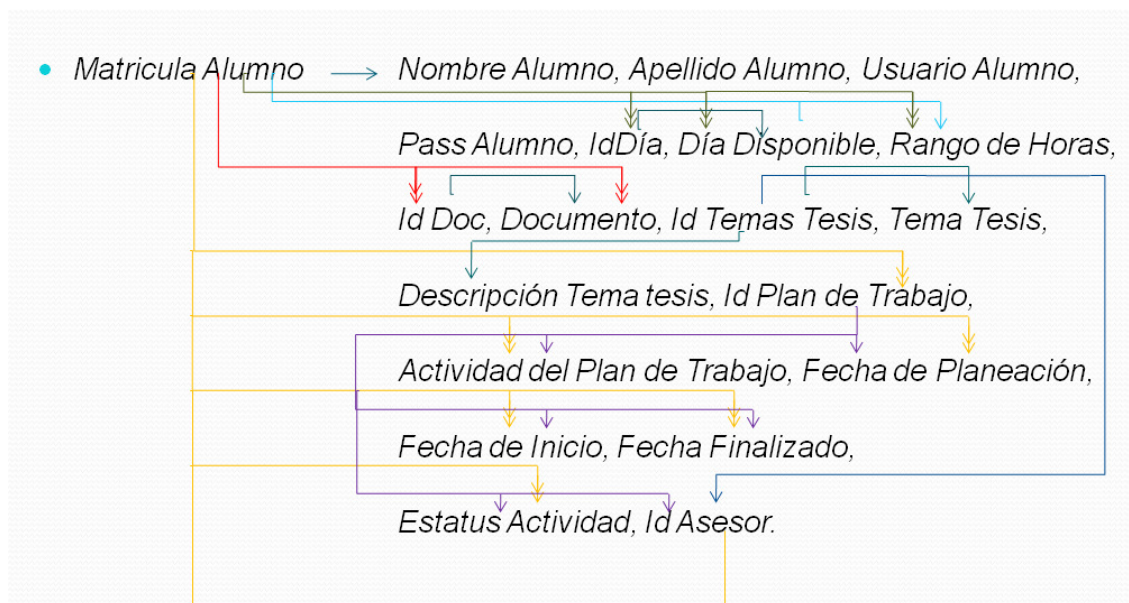 Matricula Alumno Nombre Alumno, Apellido Alumno, Usuario Alumno,
Pass Alumno, IdDía, Día Disponible, Rango de Horas,
Id Doc, Documento, Id Temas Tesis, Tema Tesis,
Descripción Tema tesis, Id Plan de Trabajo,
Actividad del Plan de Trabajo, Fecha de Planeación,
Fecha de Inicio, Fecha Finalizado,
Estatus Actividad, Id Asesor.